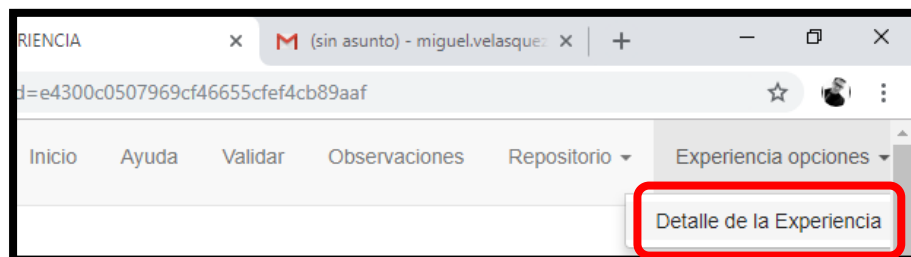 RIENCIA
(sin asunto) - miguel.velasquez
d=e4300c0507969cf46655cfef4cb89aaf
Inicio Ayuda Validar Observaciones Repositorio Experiencia opciones
Detalle de la Experiencia